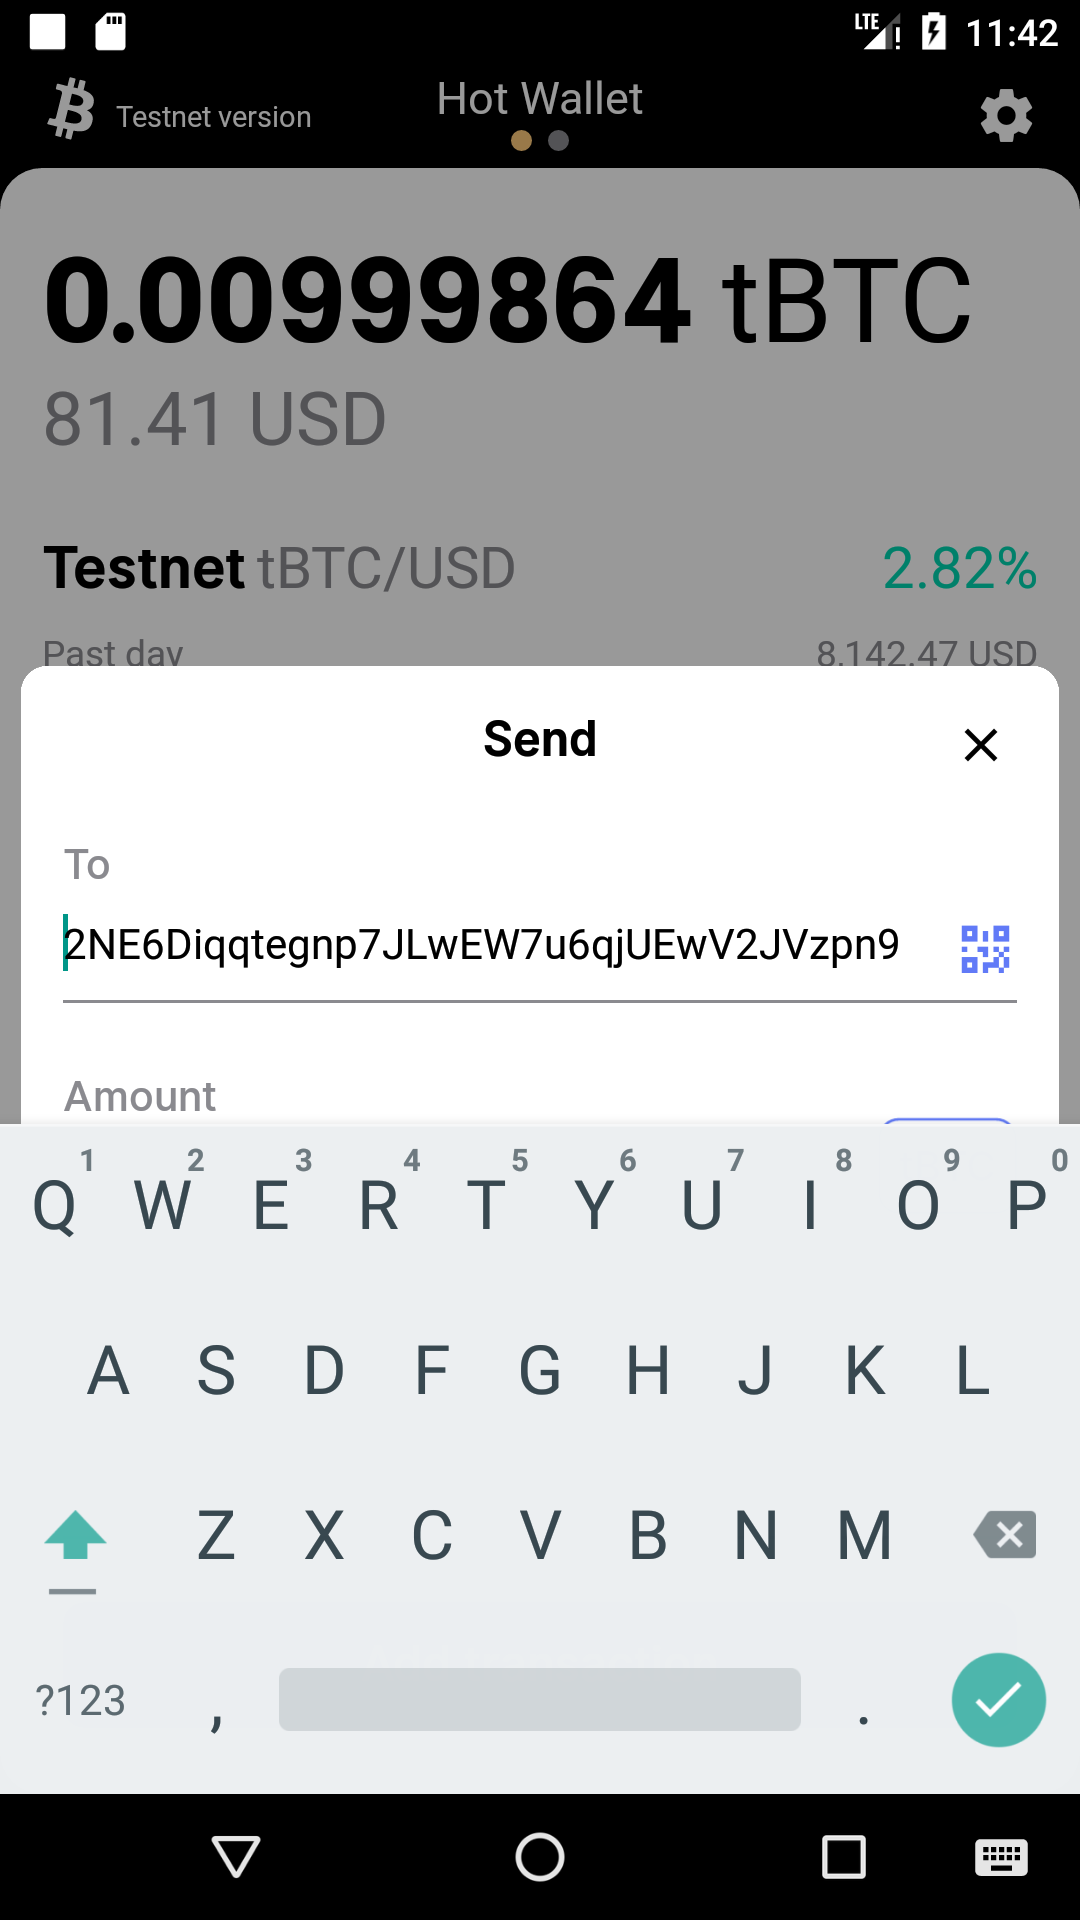 LTE 11:42
Testnet version
Hot Wallet
0.00999864 tBTC
81.41 USD
Testnet tBTC/USD 2.82%
Past day 8,142.47 USD
Send
To
2NE6Diqqtegnp7JLwEW7u6qjUEwV2JVzpn9
Amount
1 2 3 4 5 6 7 8 9 0
Q W E R T Y U I O P
A S D F G H J K L
Z X C V B N M
?123 , .